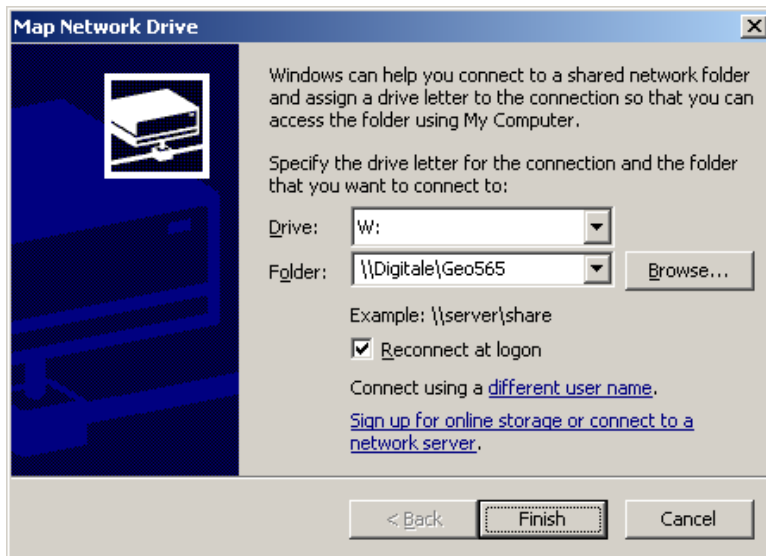 Map Network Drive
Windows can help you connect to a shared network folder
and assign a drive letter to the connection so that you can
access the folder using My Computer.
Specify the drive letter for the connection and the folder
that you want to connect to:
Drive: W:
Folder: \\Digitale\Geo565 Browse...
Example: \\server\share
Reconnect at logon
Connect using a different user name.
Sign up for online storage or connect to a
network server.
< Back Finish Cancel